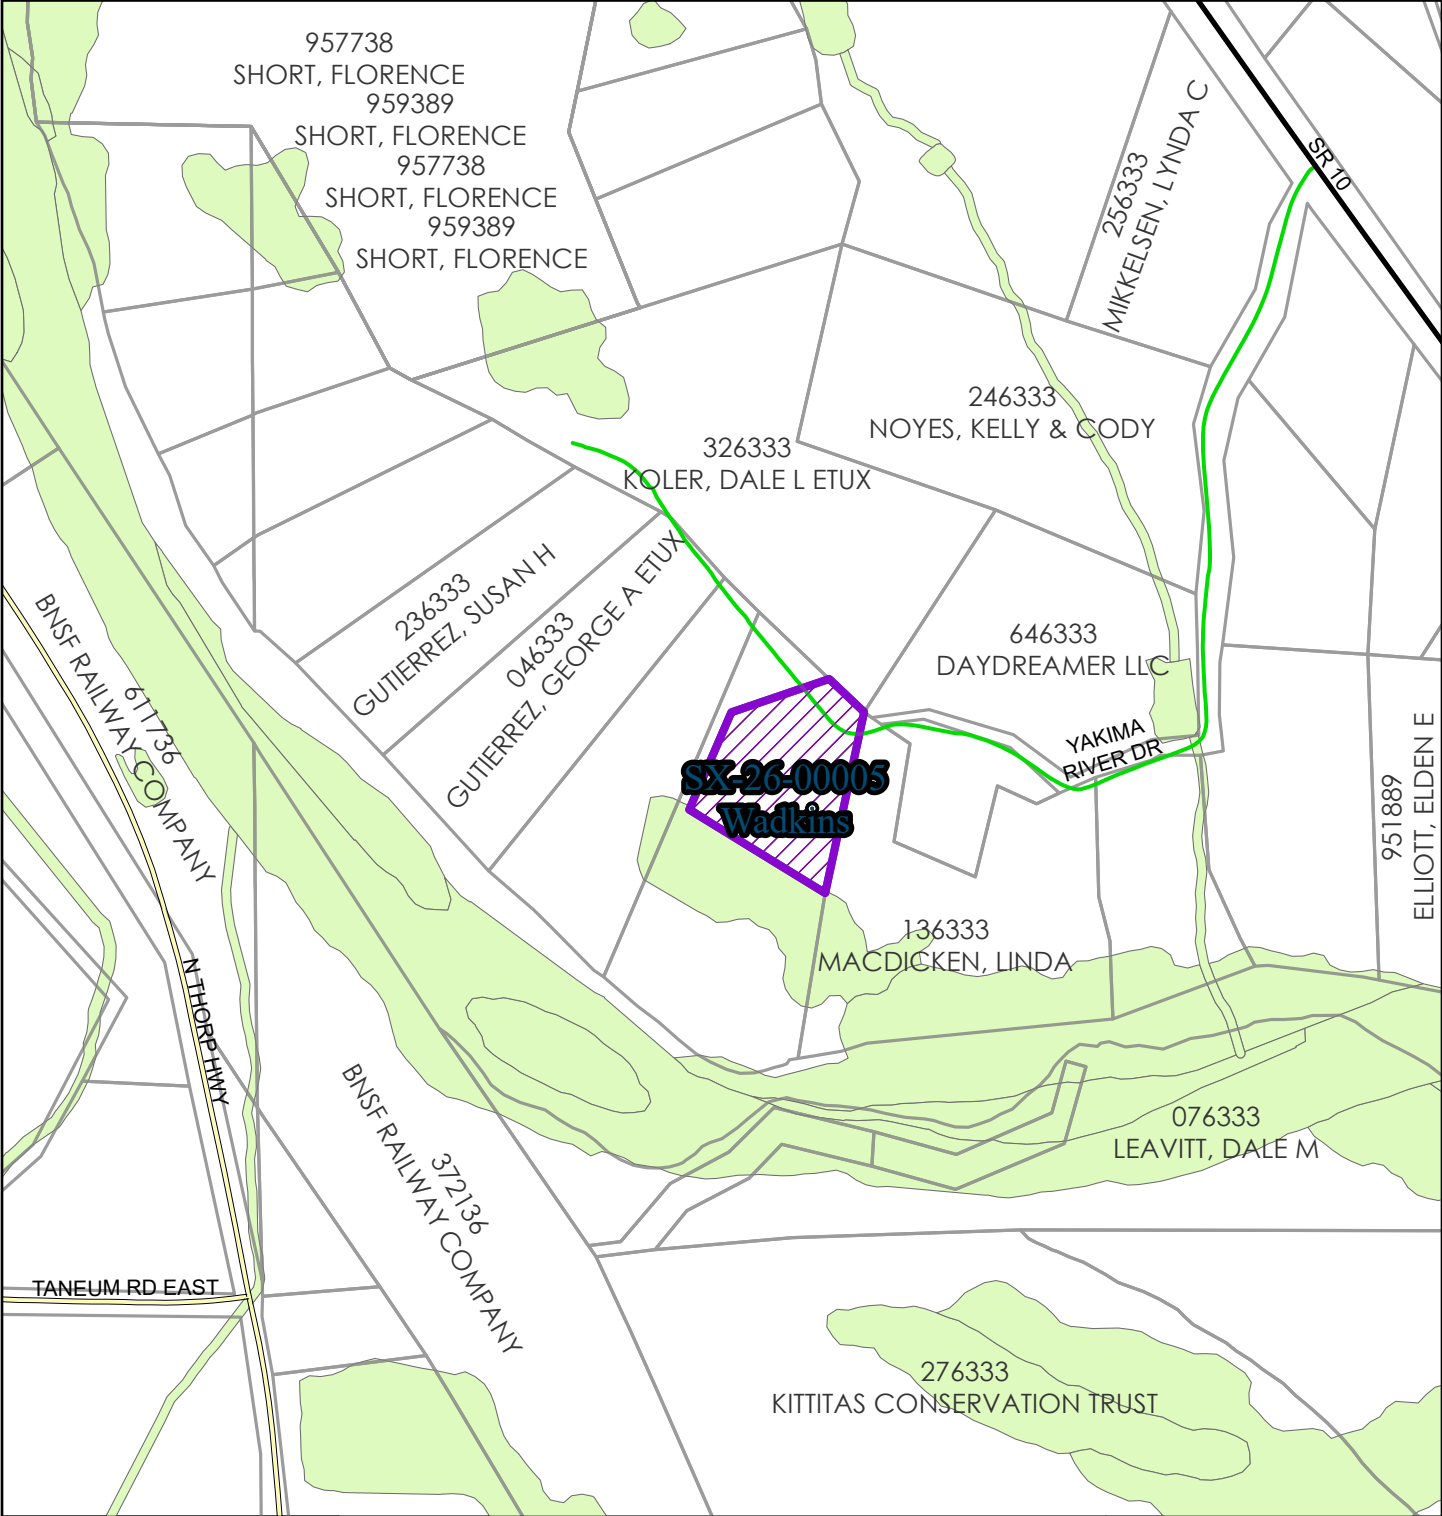 957738
SHORT, FLORENCE
959389
SHORT, FLORENCE
957738
SHORT, FLORENCE
959389
SHORT, FLORENCE
256333
MIKKELSEN, LYNDA C
SR 10
246333
NOYES, KELLY & CODY
326333
KOLER, DALE L ETUX
236333
GUTIERREZ, SUSAN H
046333
GUTIERREZ, GEORGE A ETUX
646333
DAYDREAMER LLC
YAKIMA
RIVER DR
611736
BNSF RAILWAY COMPANY
SX-26-00005
Wadkins
951889
ELLIOTT, ELDEN E
136333
MACDICKEN, LINDA
N THORP HWY
372136
BNSF RAILWAY COMPANY
076333
LEAVITT, DALE M
TANEUM RD EAST
276333
KITTITAS CONSERVATION TRUST